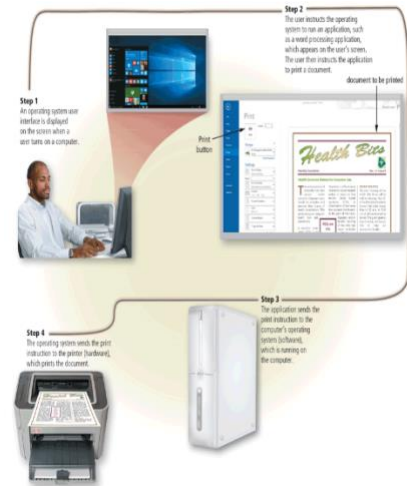 Step 1
An operating system user
interface is displayed
on the screen when a
user turns on a computer.
Step 2
The user instructs the operating
system to run an application, such
as a word processing application,
which appears on the user's screen.
The user then instructs the application
to print a document.
document to be printed
Print
button
Print
Health Bits
Step 3
The application sends the
print instruction to the
computer's operating
system (software),
which is running on
the computer.
Step 4
The operating system sends the print
instruction to the printer (hardware),
which prints the document.